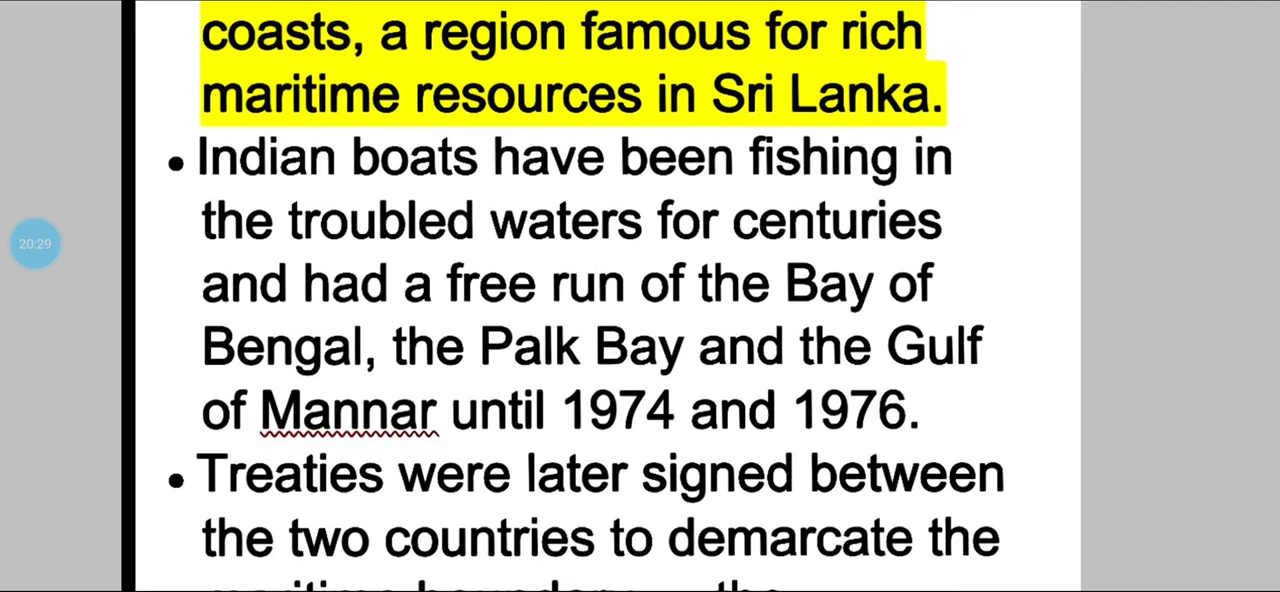 coasts, a region famous for rich
maritime resources in Sri Lanka.
• Indian boats have been fishing in
the troubled waters for centuries
and had a free run of the Bay of
Bengal, the Palk Bay and the Gulf
of Mannar until 1974 and 1976.
• Treaties were later signed between
the two countries to demarcate the
20:29